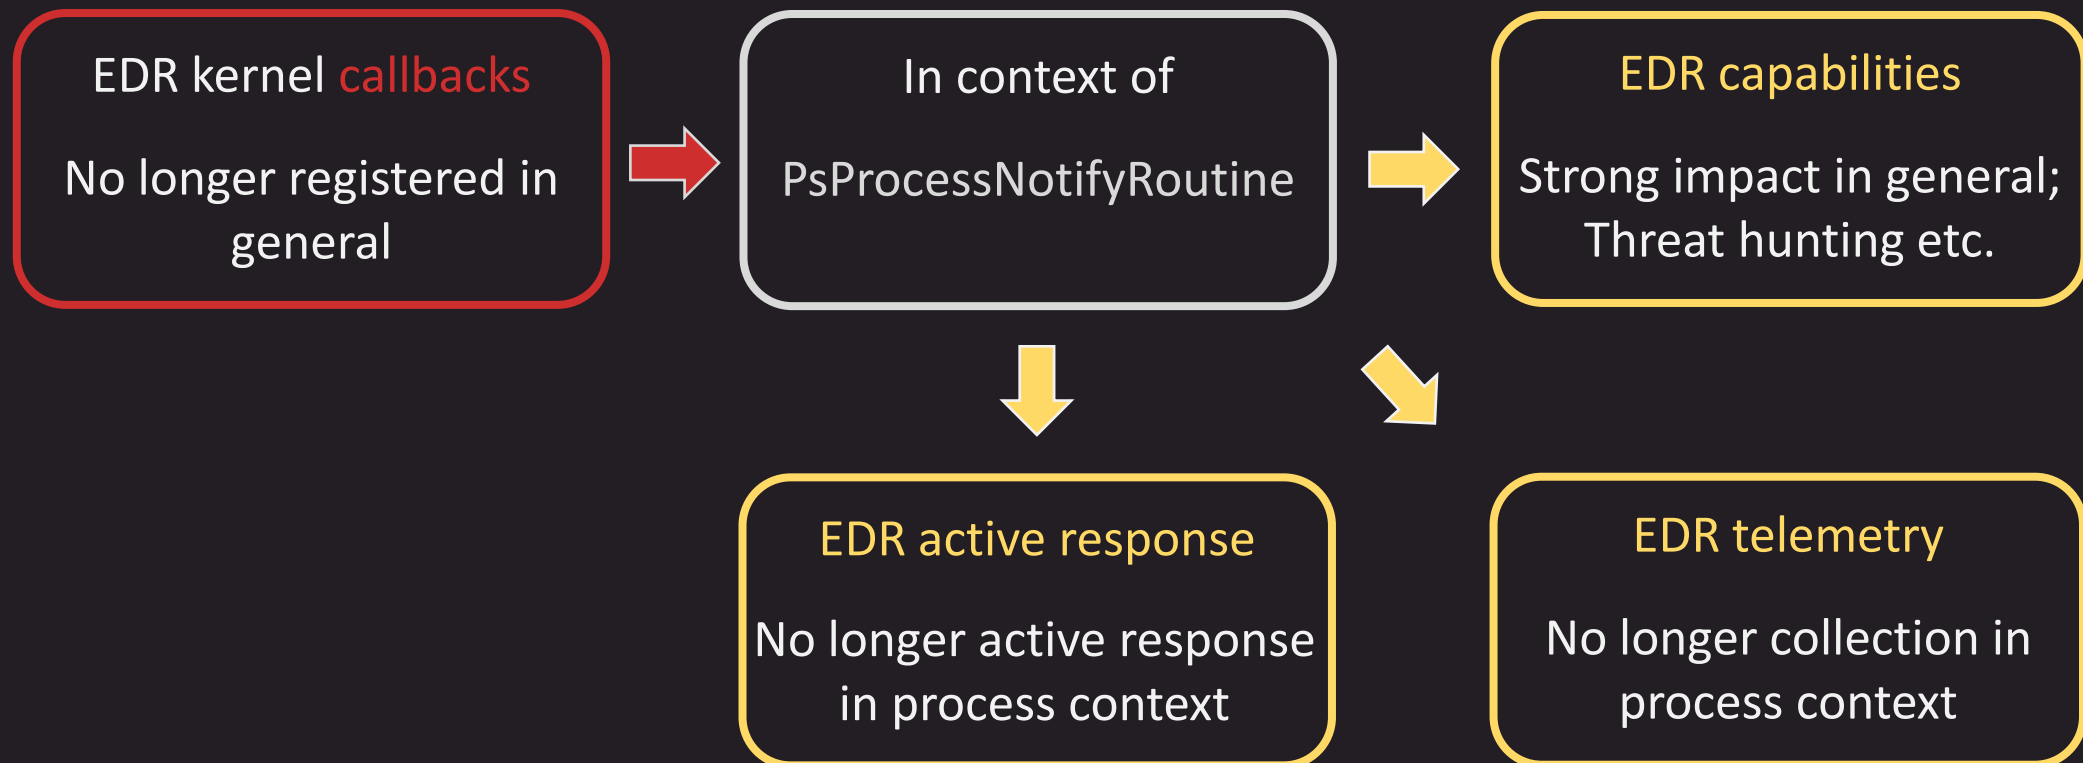 EDR kernel callbacks
No longer registered in
general
In context of
PsProcessNotifyRoutine
EDR capabilities
Strong impact in general;
Threat hunting etc.
EDR active response
No longer active response
in process context
EDR telemetry
No longer collection in
process context